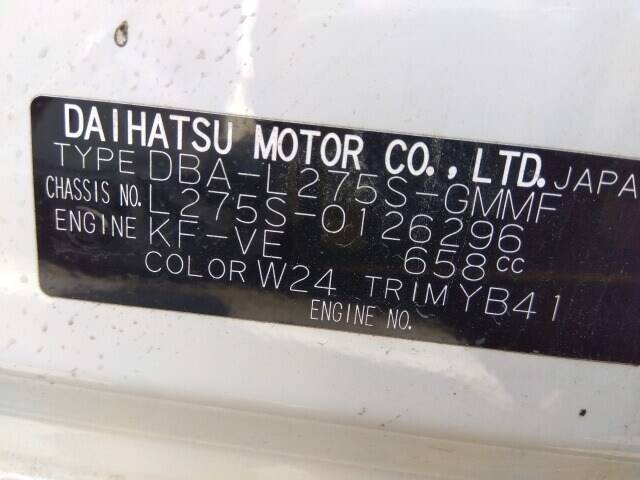 DAIHATSU MOTOR CO., LTD. JAPA
TYPE DBA-L275S-GMMF
CHASSIS NO. L275S-0126296
ENGINE KF-VE 658cc
COLOR W24 TRIM YB41
ENGINE NO.